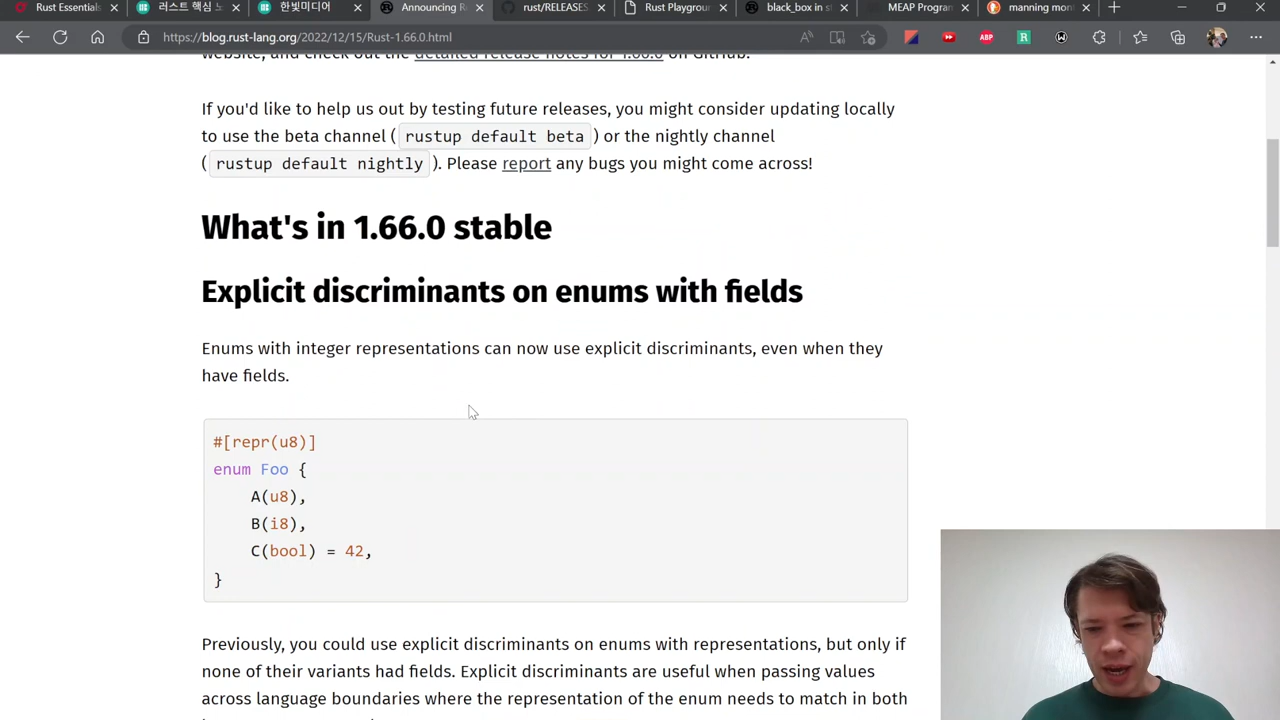 Rust Essentials
러스트 핵심 노
한빛미디어
Announcing R
rust/RELEASES
Rust Playgrou
black_box in st
MEAP Program
manning mont
https://blog.rust-lang.org/2022/12/15/Rust-1.66.0.html
website, and check out the detailed release notes for 1.66.0 on GitHub.
If you'd like to help us out by testing future releases, you might consider updating locally
to use the beta channel ( rustup default beta ) or the nightly channel
( rustup default nightly ). Please report any bugs you might come across!
What's in 1.66.0 stable
Explicit discriminants on enums with fields
Enums with integer representations can now use explicit discriminants, even when they
have fields.
#[repr(u8)]
enum Foo {
    A(u8),
    B(i8),
    C(bool) = 42,
}
Previously, you could use explicit discriminants on enums with representations, but only if
none of their variants had fields. Explicit discriminants are useful when passing values
across language boundaries where the representation of the enum needs to match in both